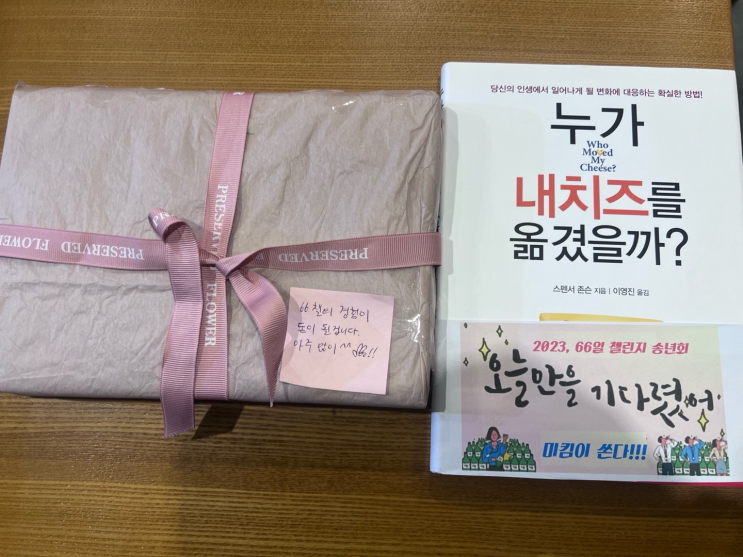 PRESERVED FLOWER
PRESERVED
PRESERVED
FLOWER
66 챌의 경험이
돈이 됩니다.
아주 많이 ^^
당신의 인생에서 일어나게 될 변화에 대응하는 확실한 방법!
누가
Who
Moved
My
Cheese?
내치즈를
옮겼을까?
스펜서 존슨 지음 | 이영진 옮김
2023, 66일 챌린지 송년회
오늘만을 기다렸어
미킴이 쏜다!!!